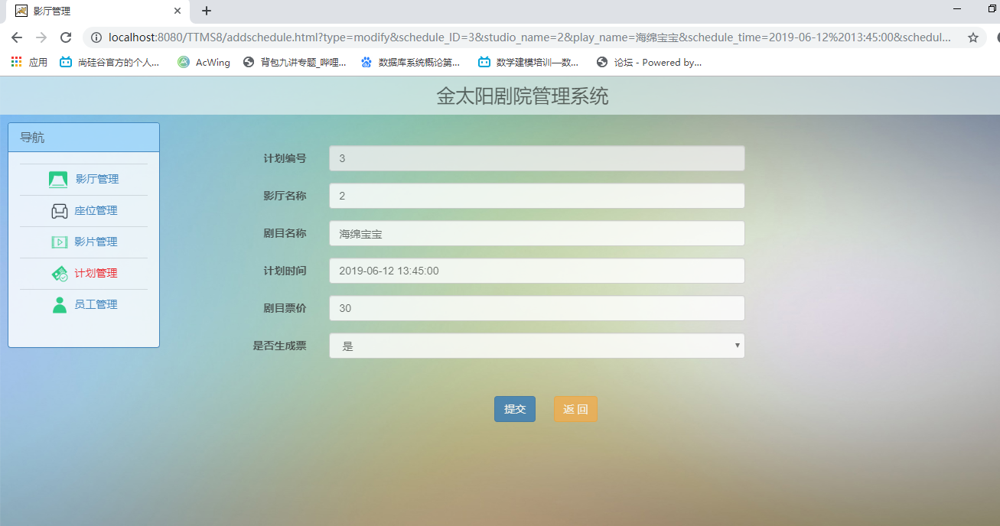 影厅管理
localhost:8080/TTMS8/addschedule.html?type=modify&schedule_ID=3&studio_name=2&play_name=海绵宝宝&schedule_time=2019-06-12%2013:45:00&schedul...
应用 尚硅谷官方的个人... AcWing 背包九讲专题_哔哩... 数据库系统概论第... 数学建模培训—数... 论坛 - Powered by...
金太阳剧院管理系统
导航
影厅管理
座位管理
影片管理
计划管理
员工管理
计划编号 3
影厅名称 2
剧目名称 海绵宝宝
计划时间 2019-06-12 13:45:00
剧目票价 30
是否生成票 是
提交 返 回